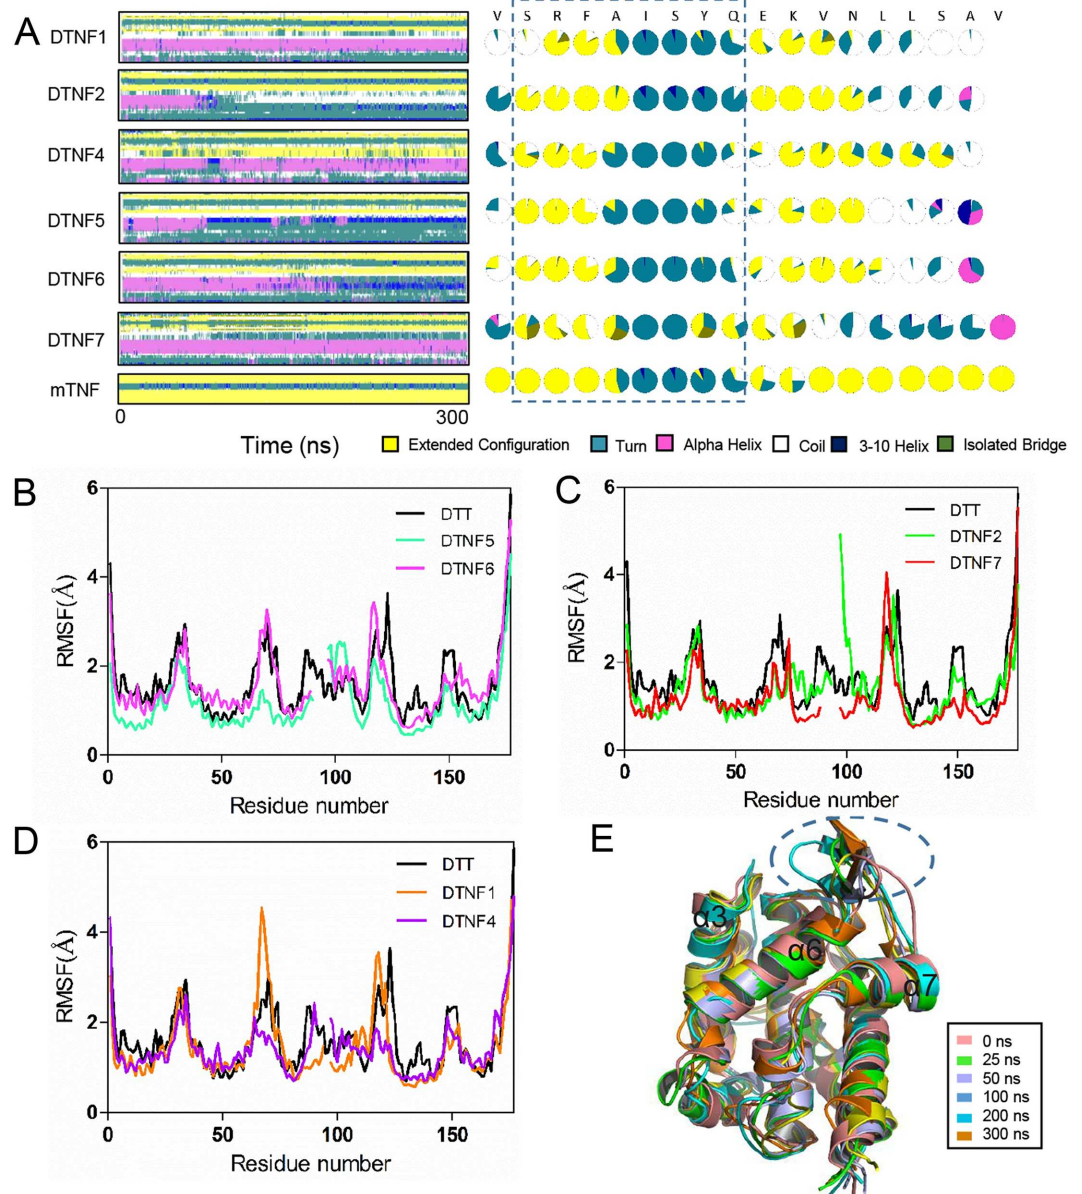 A
V S R F A I S Y Q E K V N L L S A V
DTNF1
DTNF2
DTNF4
DTNF5
DTNF6
DTNF7
mTNF
0 300
Time (ns)
Extended Configuration Turn Alpha Helix Coil 3-10 Helix Isolated Bridge
B
6
4
2
0
RMSF(Å)
DTT
DTNF5
DTNF6
0 50 100 150
Residue number
C
6
4
2
0
RMSF(Å)
DTT
DTNF2
DTNF7
0 50 100 150
Residue number
D
6
4
2
0
RMSF(Å)
DTT
DTNF1
DTNF4
0 50 100 150
Residue number
E
α3
α6
α7
0 ns
25 ns
50 ns
100 ns
200 ns
300 ns